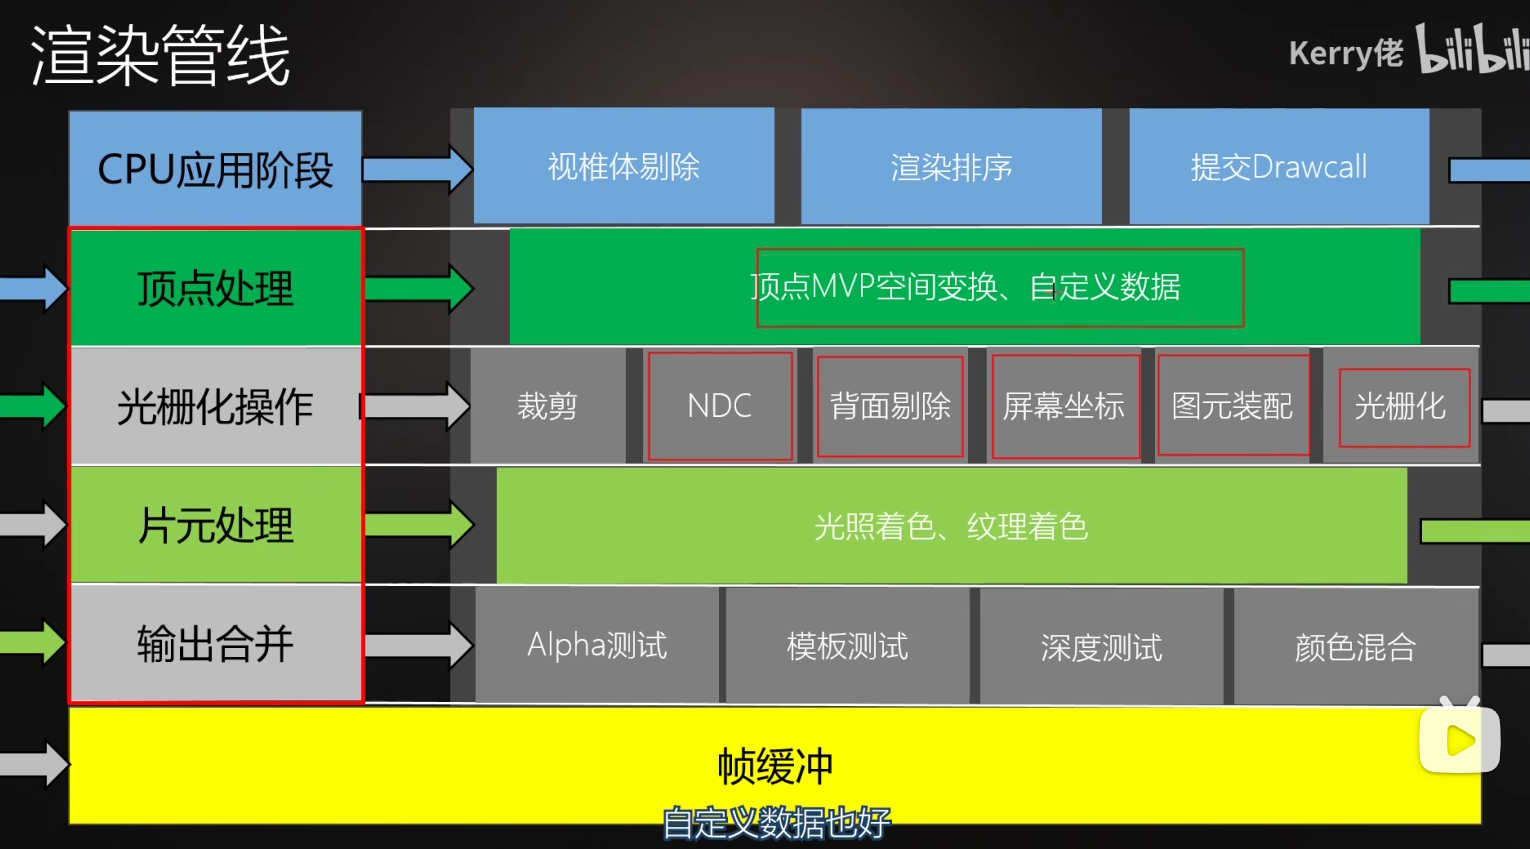 渲染管线
Kerry佬 bilibili
CPU应用阶段
视椎体剔除
渲染排序
提交Drawcall
顶点处理
顶点MVP空间变换、自定义数据
光栅化操作
裁剪
NDC
背面剔除
屏幕坐标
图元装配
光栅化
片元处理
光照着色、纹理着色
输出合并
Alpha测试
模板测试
深度测试
颜色混合
帧缓冲
自定义数据也好